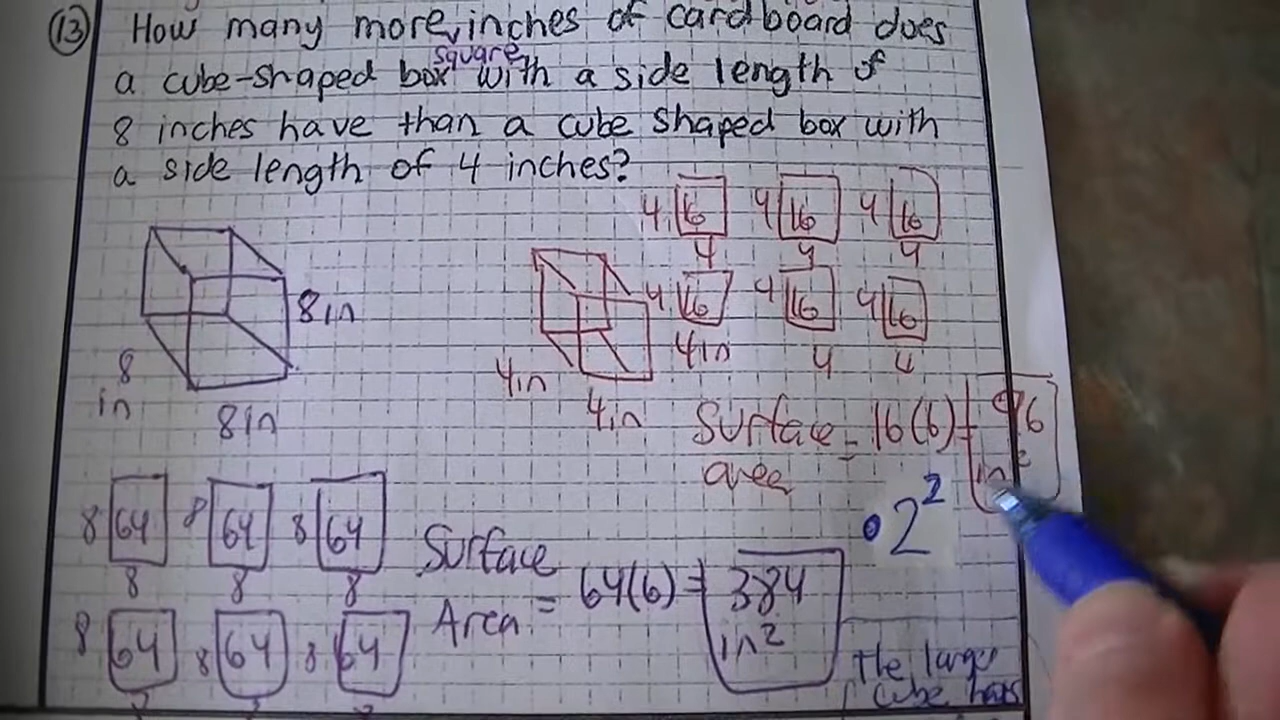 13 How many more inches of cardboard does
square
a cube-shaped box with a side length of
8 inches have than a cube shaped box with
a side length of 4 inches?
4 16 4 16 4 16
4 4 4
4 16 4 16 4 16
4in 4 4
8in
8
in
8in
4in
4in
Surface area = 16(6) = 96 in²
•2²
8 64 8 64 8 64
8 8 8
8 64 8 64 8 64
Surface Area = 64(6) = 384 in²
the larger
cube has